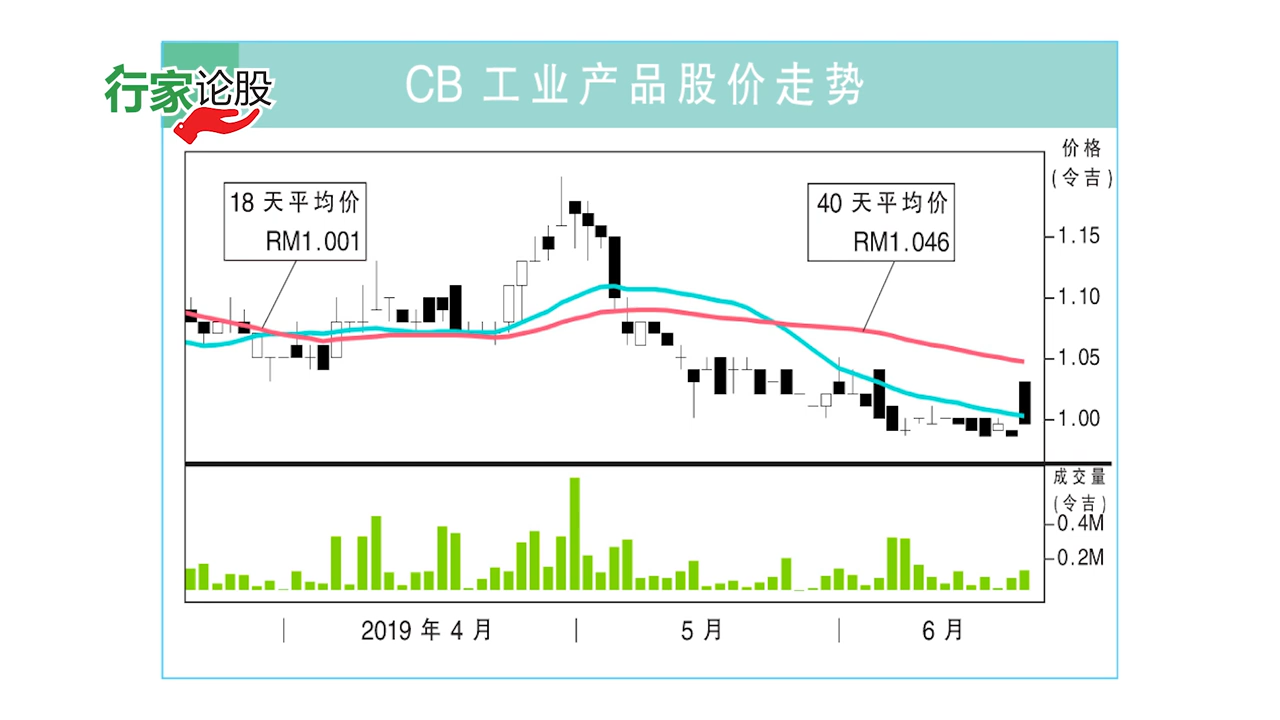 行家论股
CB 工业产品股价走势
价格
(令吉)
18 天平均价
RM1.001
40 天平均价
RM1.046
1.15
1.10
1.05
1.00
成交量
(令吉)
0.4M
0.2M
2019 年 4 月
5 月
6 月